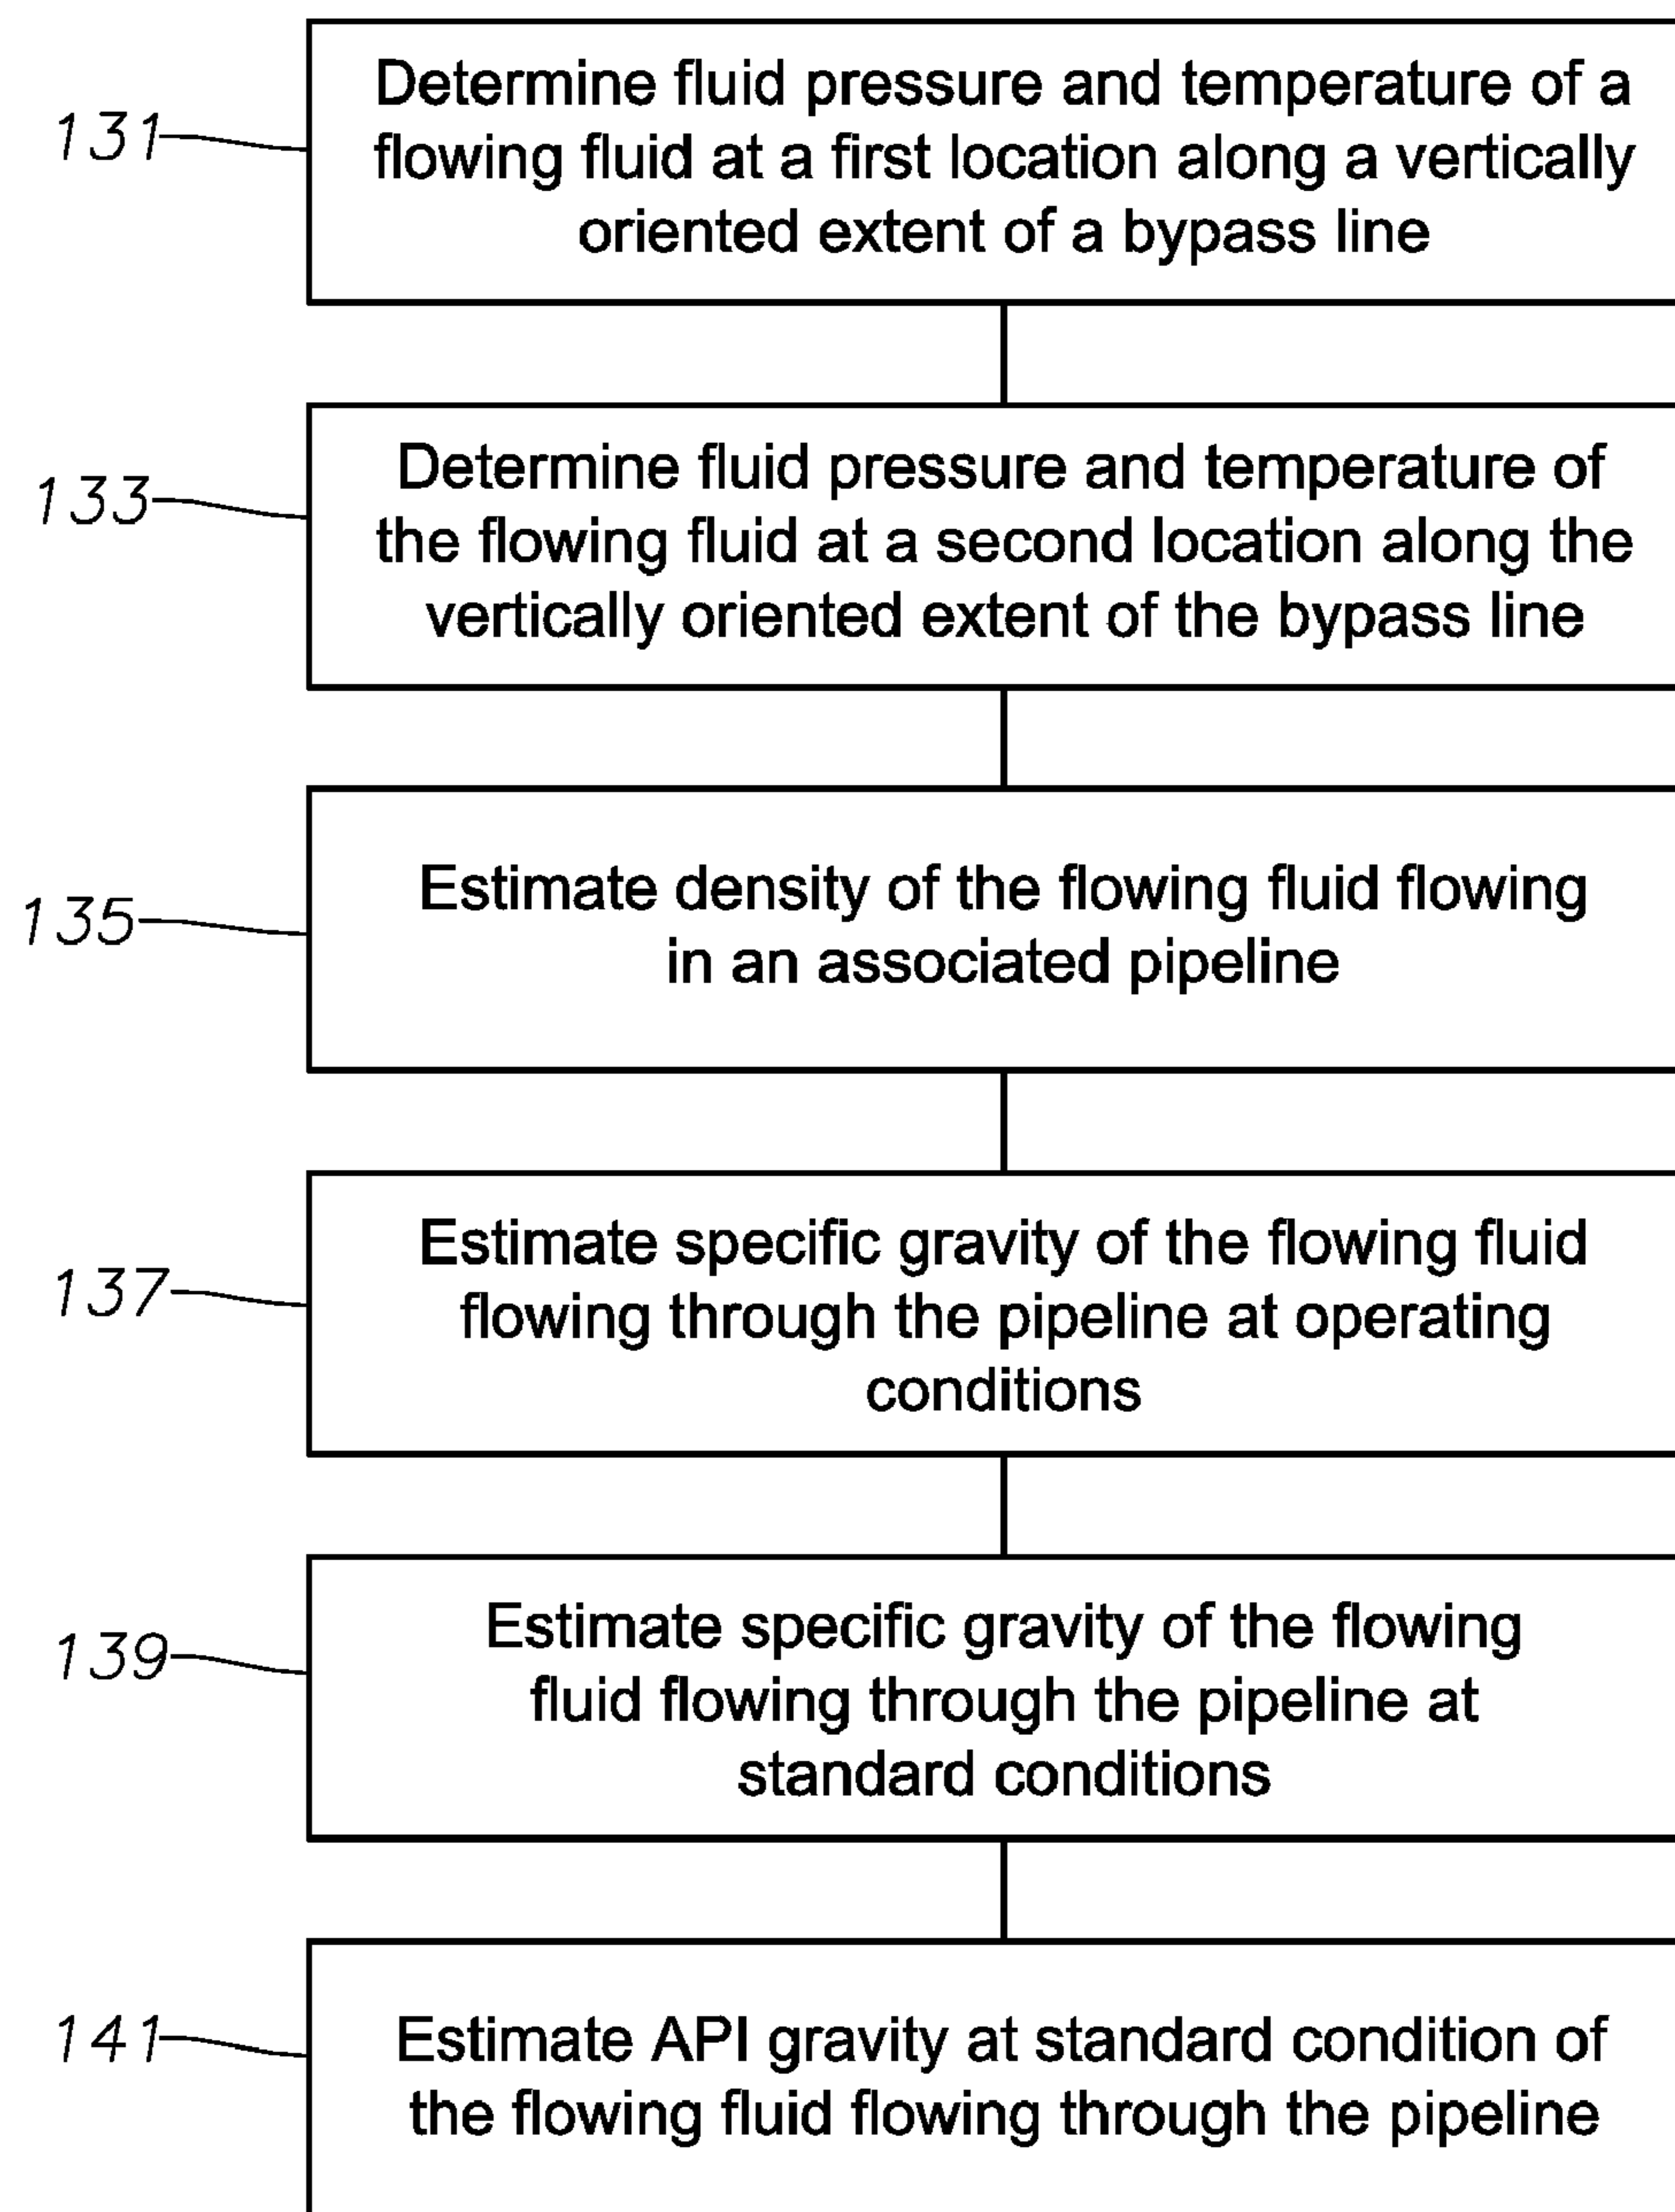 131
Determine fluid pressure and temperature of a
flowing fluid at a first location along a vertically
oriented extent of a bypass line
133
Determine fluid pressure and temperature of
the flowing fluid at a second location along the
vertically oriented extent of the bypass line
135
Estimate density of the flowing fluid flowing
in an associated pipeline
137
Estimate specific gravity of the flowing fluid
flowing through the pipeline at operating
conditions
139
Estimate specific gravity of the flowing
fluid flowing through the pipeline at
standard conditions
141
Estimate API gravity at standard condition of
the flowing fluid flowing through the pipeline